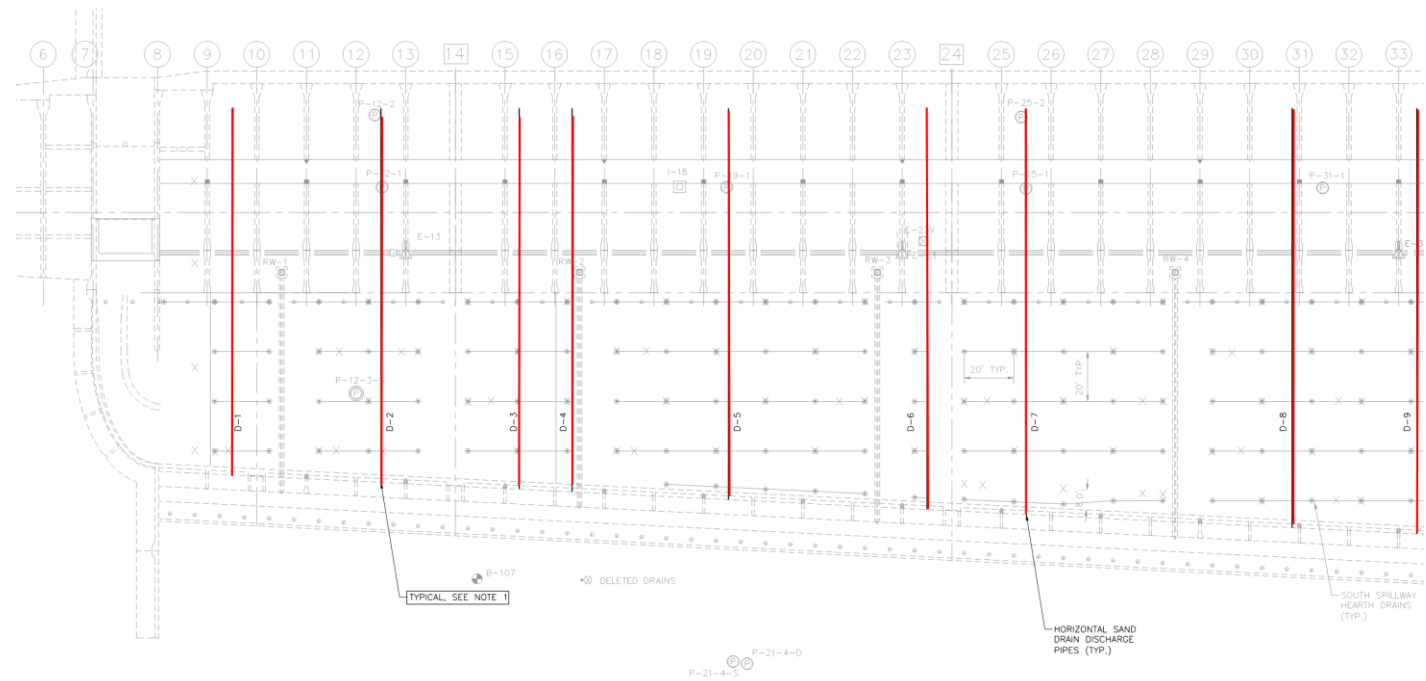 6 7 8 9 10 11 12 13 14 15 16 17 18 19 20 21 22 23 24 25 26 27 28 29 30 31 32 33
P-12-2
P
P-25-2
P
P-12-1
P
I-18
P-19-1
P
P-25-1
P
P-31-1
P
E-13
E-3
RW-1
RW-2
RW-3
RW-4
P-12-3-S
P
20' TYP.
20' TYP.
D-1
D-2
D-3
D-4
D-5
D-6
D-7
D-8
D-9
B-107
DELETED DRAINS
TYPICAL, SEE NOTE 1
SOUTH SPILLWAY
HEARTH DRAINS
(TYP.)
HORIZONTAL SAND
DRAIN DISCHARGE
PIPES (TYP.)
P P P-21-4-D
P-21-4-S